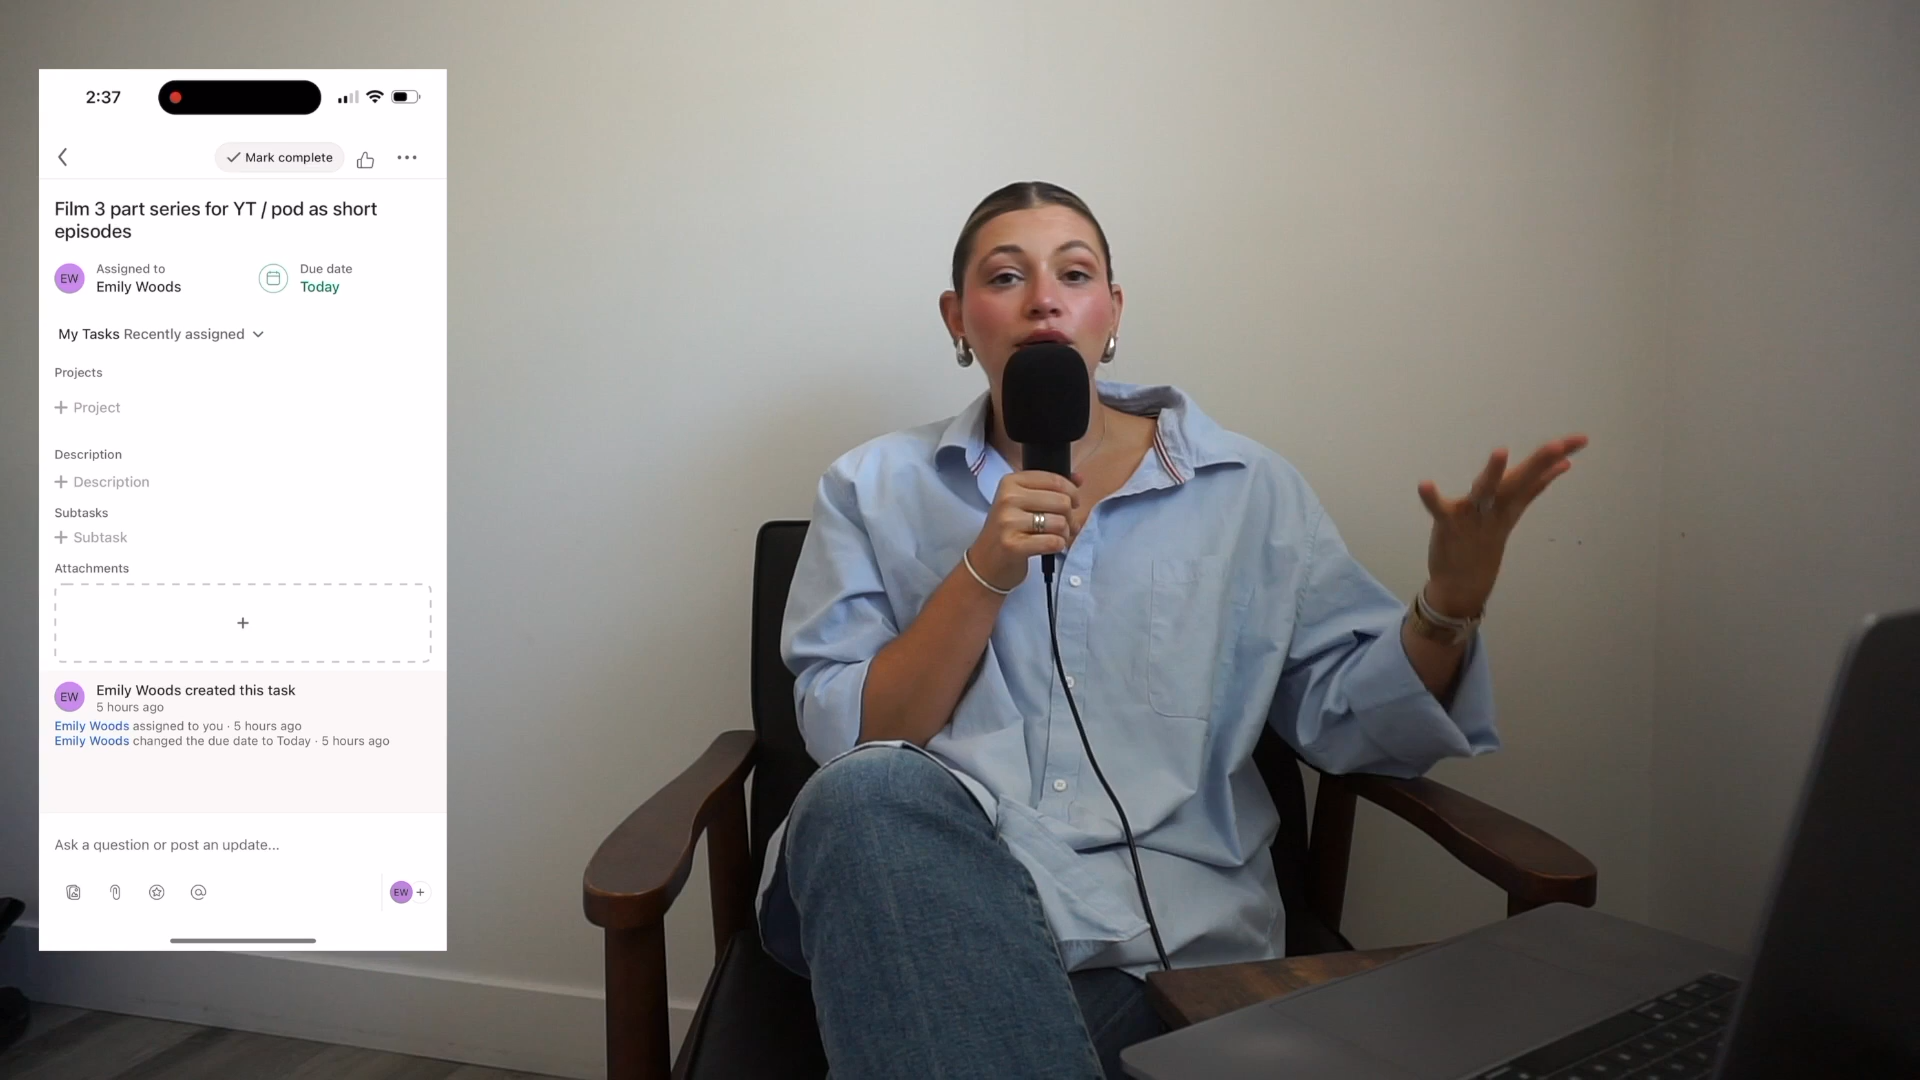 2:37
Mark complete
Film 3 part series for YT / pod as short
episodes
EW
Assigned to
Emily Woods
Due date
Today
My Tasks Recently assigned
Projects
+ Project
Description
+ Description
Subtasks
+ Subtask
Attachments
+
EW
Emily Woods created this task
5 hours ago
Emily Woods assigned to you · 5 hours ago
Emily Woods changed the due date to Today · 5 hours ago
Ask a question or post an update...
EW +